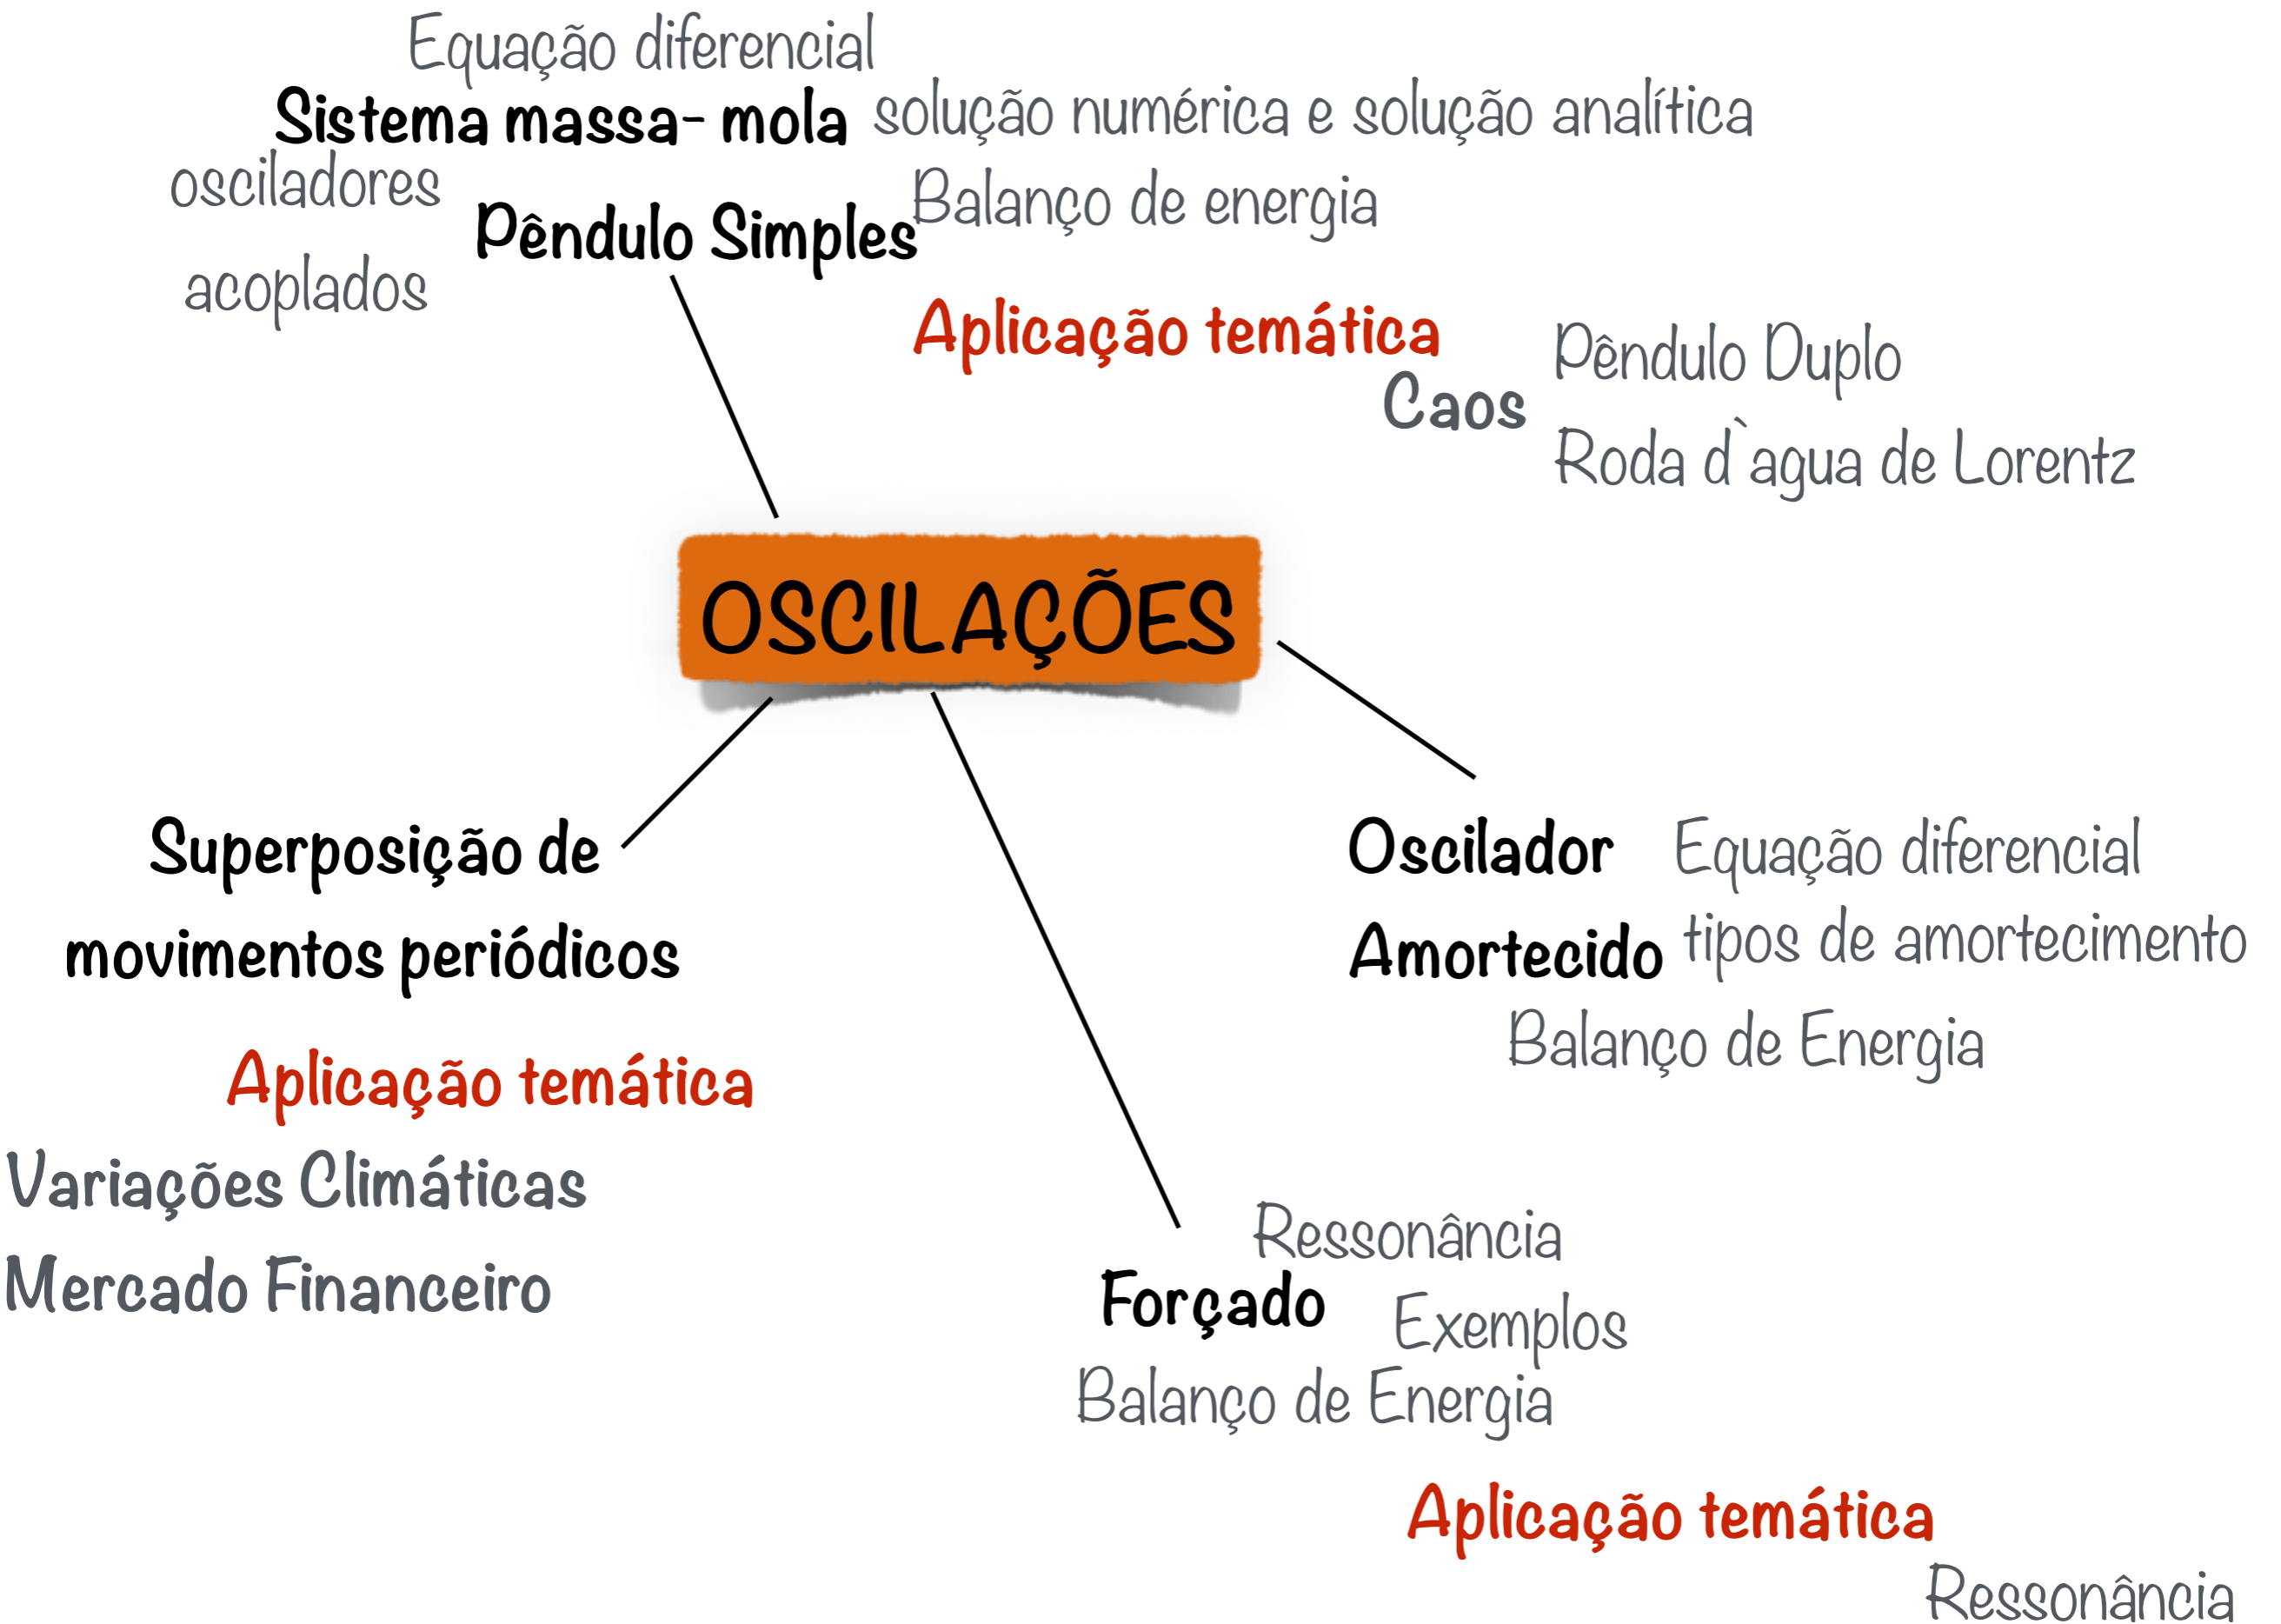 Equação diferencial
Sistema massa- mola
solução numérica e solução analítica
osciladores
acoplados
Pêndulo Simples
Balanço de energia
Aplicação temática
Caos
Pêndulo Duplo
Roda d`agua de Lorentz
OSCILAÇÕES
Superposição de
movimentos periódicos
Aplicação temática
Variações Climáticas
Mercado Financeiro
Oscilador
Amortecido
Equação diferencial
tipos de amortecimento
Balanço de Energia
Ressonância
Forçado
Exemplos
Balanço de Energia
Aplicação temática
Ressonância